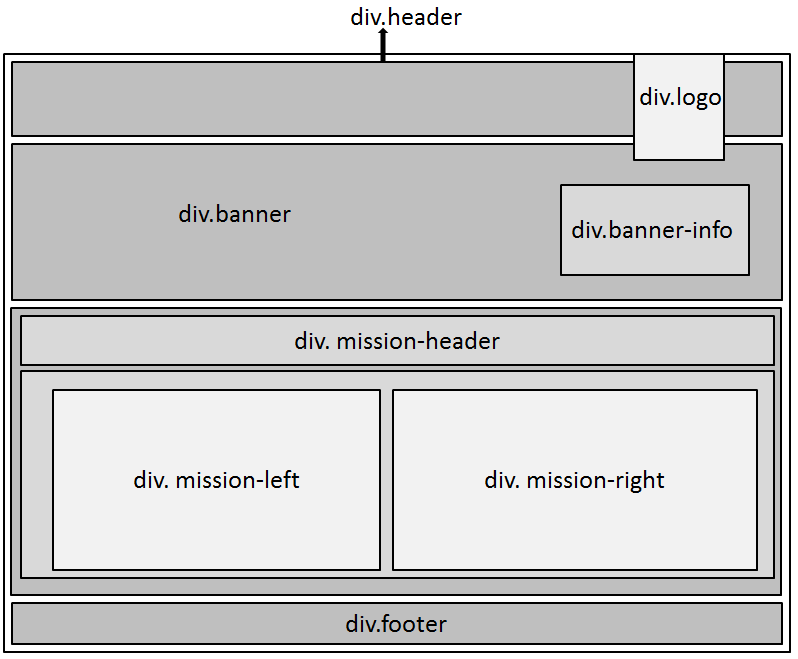 div.header
div.logo
div.banner
div.banner-info
div. mission-header
div. mission-left
div. mission-right
div.footer